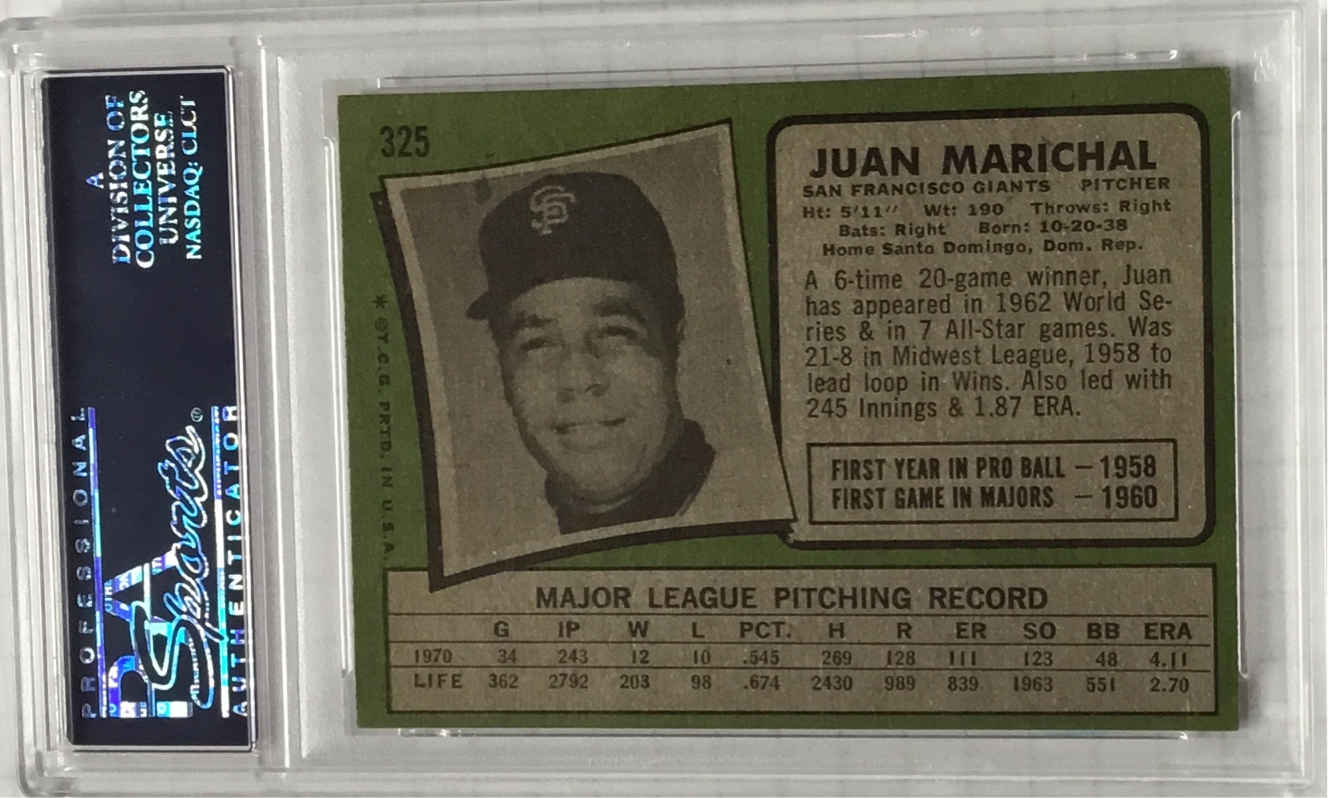 A
DIVISION OF
COLLECTORS
UNIVERSE
NASDAQ: CLCT
PROFESSIONAL
PSA
Sports®
AUTHENTICATOR
325
SF
* ©T.C.G. PRTD. IN U.S.A.
JUAN MARICHAL
SAN FRANCISCO GIANTS PITCHER
Ht: 5'11" Wt: 190 Throws: Right
Bats: Right Born: 10-20-38
Home Santo Domingo, Dom. Rep.
A 6-time 20-game winner, Juan
has appeared in 1962 World Se-
ries & in 7 All-Star games. Was
21-8 in Midwest League, 1958 to
lead loop in Wins. Also led with
245 Innings & 1.87 ERA.
FIRST YEAR IN PRO BALL – 1958
FIRST GAME IN MAJORS – 1960
MAJOR LEAGUE PITCHING RECORD
G IP W L PCT. H R ER SO BB ERA
1970 34 243 12 10 .545 269 128 111 123 48 4.11
LIFE 362 2792 203 98 .674 2430 989 839 1963 551 2.70